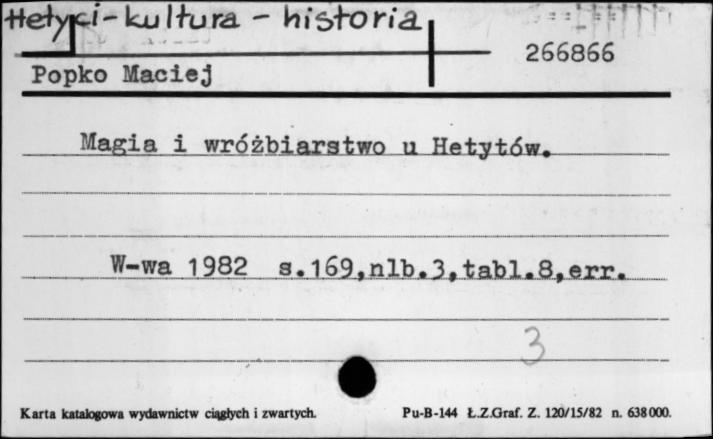 Hetyci-kultura - historia
266866
Popko Maciej
Magia i wróżbiarstwo u Hetytów.
W-wa 1982 s.169,nlb.3,tabl.8,err.
3
Karta katalogowa wydawnictw ciągłych i zwartych. Pu-B-144 Ł.Z.Graf. Z. 120/15/82 n. 638000.